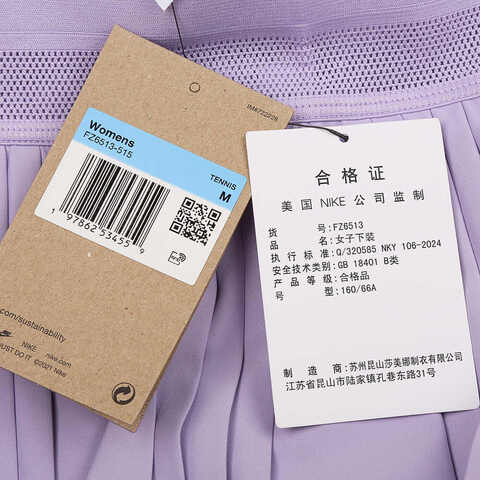 IM6722226
Womens
FZ6513-515
TENNIS
M
1 97862 53455 9
NFC
.com/sustainability
NIKE
JUST DO IT ©2021 Nike
合格证
美国 NIKE 公司监制
货号:FZ6513
品名:女子下装
执行标准:Q/320585 NKY 106-2024
安全技术类别:GB 18401 B类
产品等级:合格品
号型:160/66A
制造商:苏州昆山莎美娜制衣有限公司
江苏省昆山市陆家镇孔巷东路31号